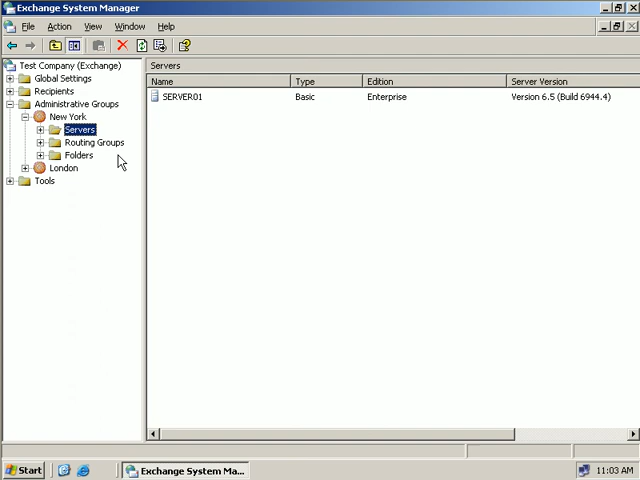 Exchange System Manager
File Action View Window Help
Test Company (Exchange)
Global Settings
Recipients
Administrative Groups
New York
Servers
Routing Groups
Folders
London
Tools
Servers
Name Type Edition Server Version
SERVER01 Basic Enterprise Version 6.5 (Build 6944.4)
Start Exchange System Ma... 11:03 AM